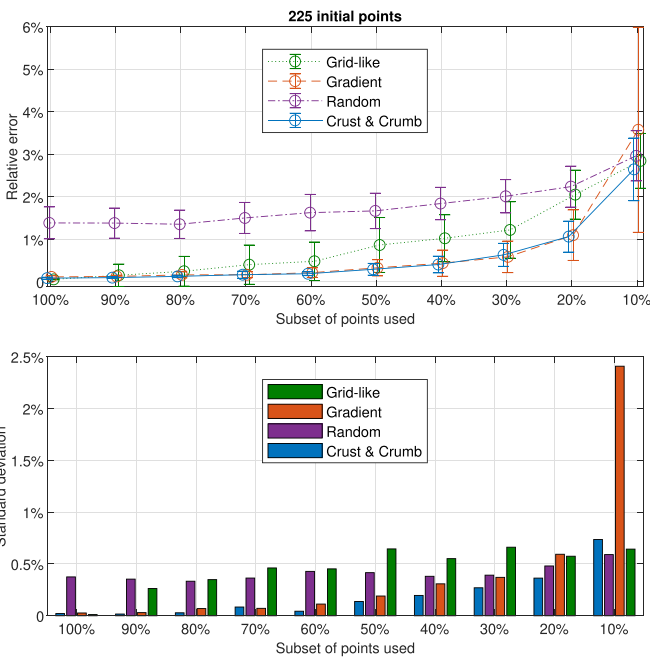 225 initial points
6%
5%
4%
3%
2%
1%
0
Relative error
Grid-like
Gradient
Random
Crust & Crumb
100% 90% 80% 70% 60% 50% 40% 30% 20% 10%
Subset of points used
2.5%
2%
1.5%
1%
0.5%
0
Standard deviation
Grid-like
Gradient
Random
Crust & Crumb
100% 90% 80% 70% 60% 50% 40% 30% 20% 10%
Subset of points used